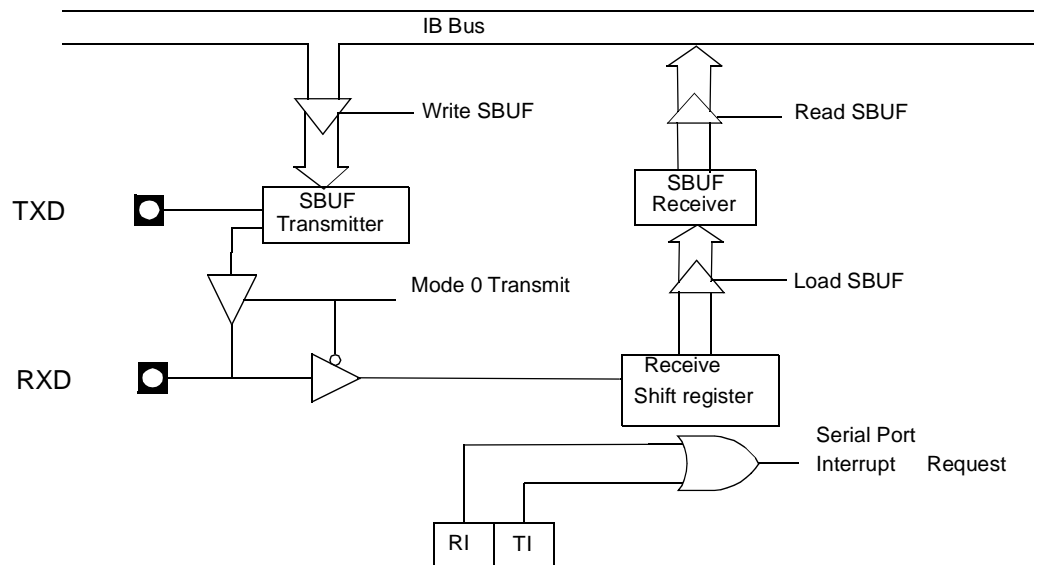 IB Bus
Write SBUF
Read SBUF
SBUF
Transmitter
SBUF
Receiver
TXD
Mode 0 Transmit
Load SBUF
RXD
Receive
Shift register
Serial Port
Interrupt Request
RI TI